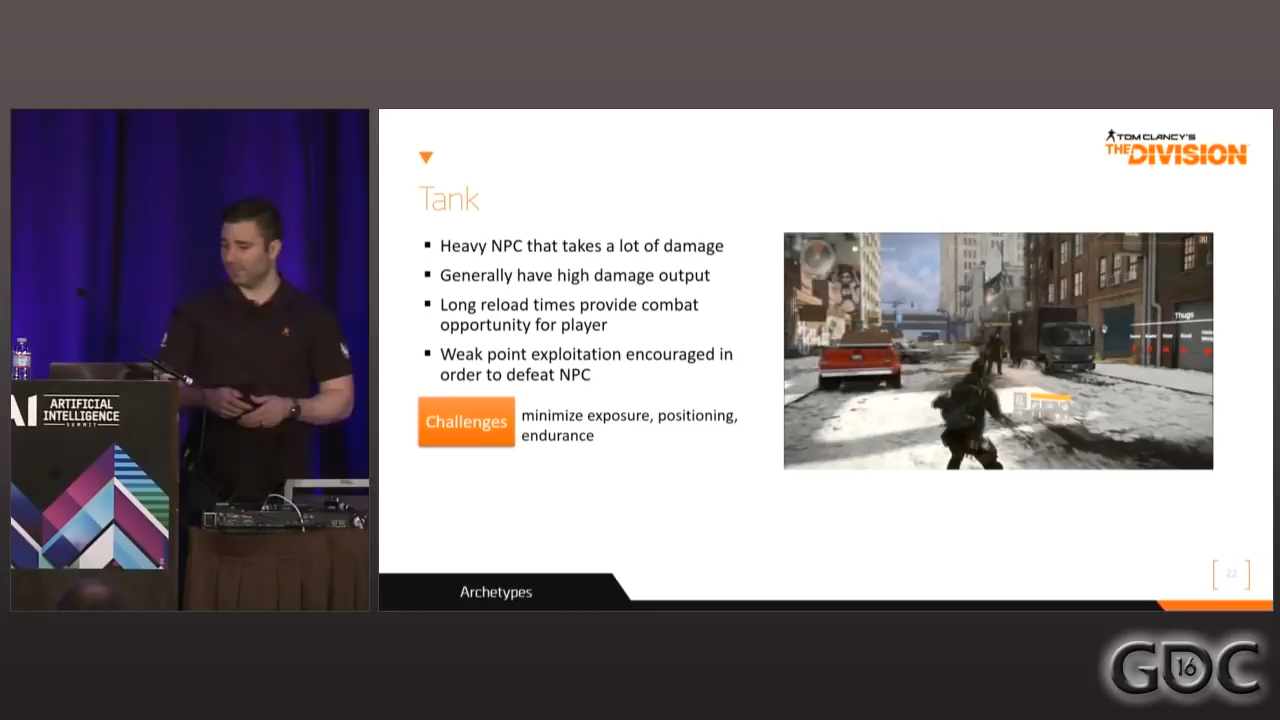 TOM CLANCY'S
THE DIVISION
Tank
▪ Heavy NPC that takes a lot of damage
▪ Generally have high damage output
▪ Long reload times provide combat
opportunity for player
▪ Weak point exploitation encouraged in
order to defeat NPC
Challenges
minimize exposure, positioning,
endurance
Thugs
AI
ARTIFICIAL
INTELLIGENCE
SUMMIT
Archetypes
22
GDC
16